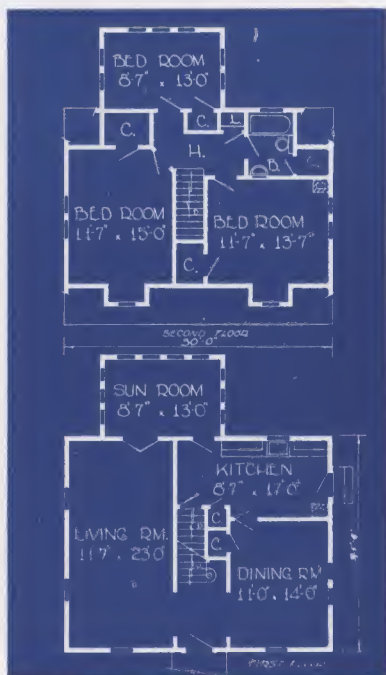 BED ROOM
8'-7" x 13'-0"
C.
C.
L.
H.
B.
BED ROOM
11'-7" x 15'-0"
BED ROOM
11'-7" x 13'-7"
C.
SECOND FLOOR
30'-0"
SUN ROOM
8'-7" x 13'-0"
KITCHEN
8'-7" x 17'-0"
C
C.
LIVING RM.
11'-7" x 23'-0"
DINING RM
11'-0" x 14'-0"
FIRST FLOOR